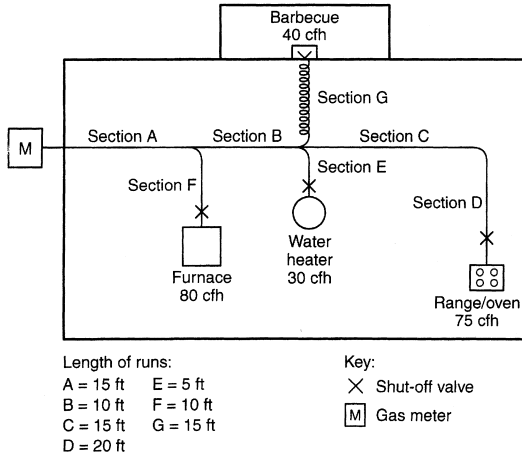 Barbecue
40 cfh
Section G
Section A
Section B
Section C
M
Section E
Section F
Section D
Water
heater
30 cfh
Furnace
80 cfh
Range/oven
75 cfh
Length of runs:
A = 15 ft E = 5 ft
B = 10 ft F = 10 ft
C = 15 ft G = 15 ft
D = 20 ft
Key:
Shut-off valve
M Gas meter